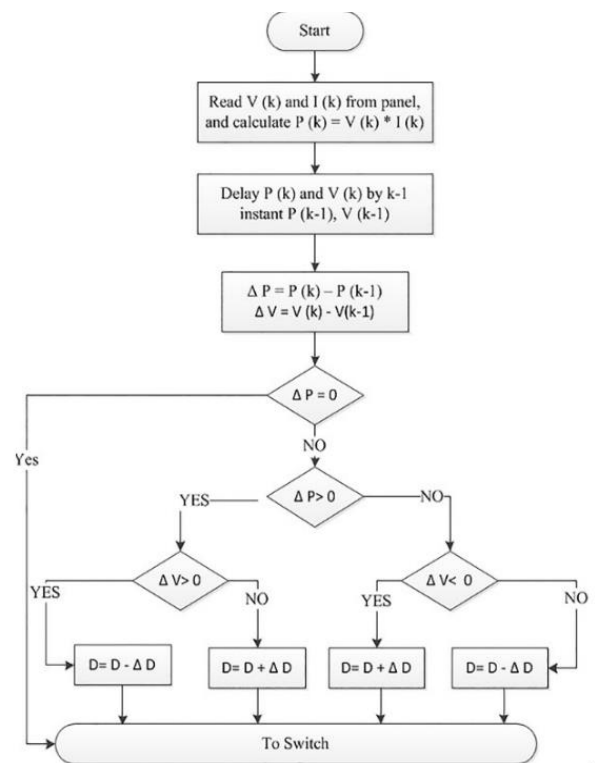 Start
Read V (k) and I (k) from panel,
and calculate P (k) = V (k) * I (k)
Delay P (k) and V (k) by k-1
instant P (k-1), V (k-1)
Δ P = P (k) – P (k-1)
Δ V = V (k) - V(k-1)
Δ P = 0
Yes
NO
Δ P> 0
YES
NO
Δ V> 0
Δ V< 0
YES
NO
YES
NO
D= D - Δ D
D= D + Δ D
D= D + Δ D
D= D - Δ D
To Switch